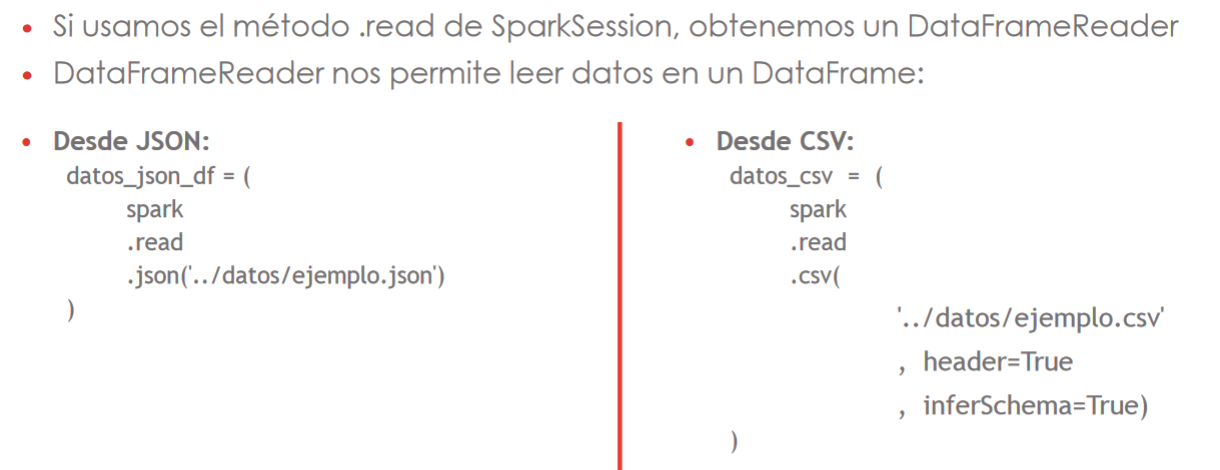 • Si usamos el método .read de SparkSession, obtenemos un DataFrameReader
• DataFrameReader nos permite leer datos en un DataFrame:
• Desde JSON:
datos_json_df = (
spark
.read
.json('../datos/ejemplo.json')
)
• Desde CSV:
datos_csv = (
spark
.read
.csv(
'../datos/ejemplo.csv'
, header=True
, inferSchema=True)
)